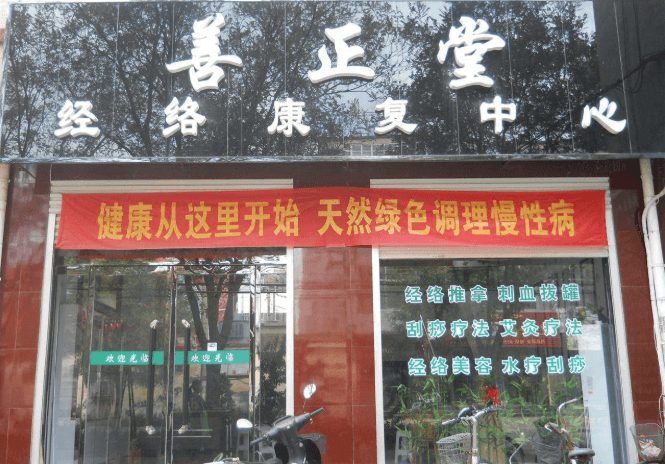 善正堂
经络康复中心
健康从这里开始 天然绿色调理慢性病
经络推拿 刺血拔罐
刮痧疗法 艾灸疗法
经络美容 水疗刮痧
欢迎光临 欢迎光临